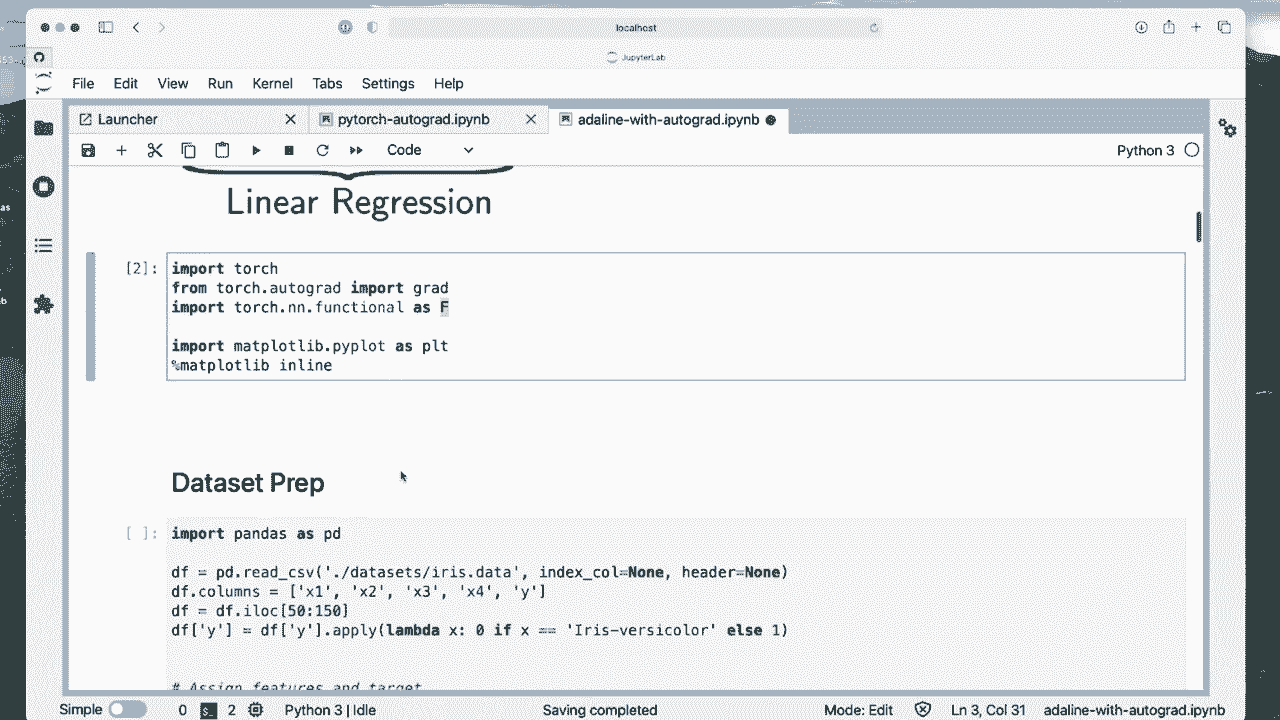 localhost
JupyterLab
File Edit View Run Kernel Tabs Settings Help
Launcher pytorch-autograd.ipynb adaline-with-autograd.ipynb
Code Python 3
Linear Regression
[2]: import torch
from torch.autograd import grad
import torch.nn.functional as F
import matplotlib.pyplot as plt
%matplotlib inline
Dataset Prep
[ ]: import pandas as pd
df = pd.read_csv('./datasets/iris.data', index_col=None, header=None)
df.columns = ['x1', 'x2', 'x3', 'x4', 'y']
df = df.iloc[50:150]
df['y'] = df['y'].apply(lambda x: 0 if x == 'Iris-versicolor' else 1)
# Assign features and target
Simple 0 2 Python 3 | Idle Saving completed Mode: Edit Ln 3, Col 31 adaline-with-autograd.ipynb